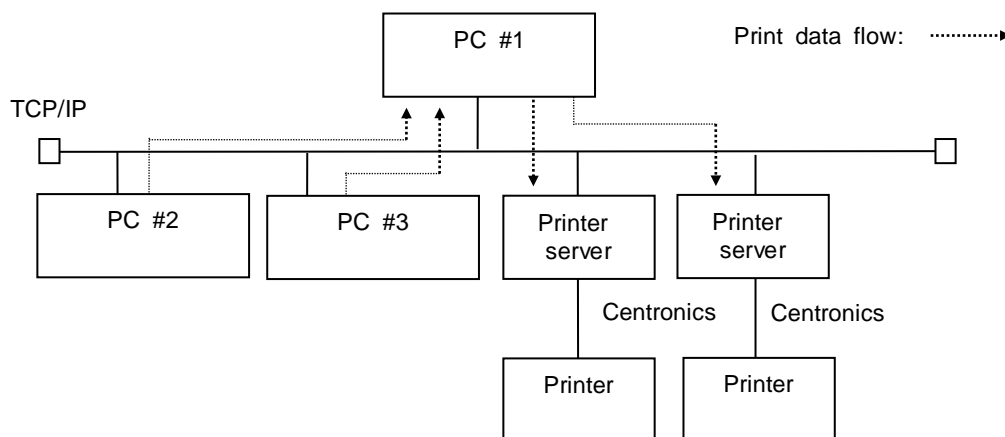 PC #1
Print data flow:
TCP/IP
PC #2
PC #3
Printer
server
Printer
server
Centronics
Centronics
Printer
Printer